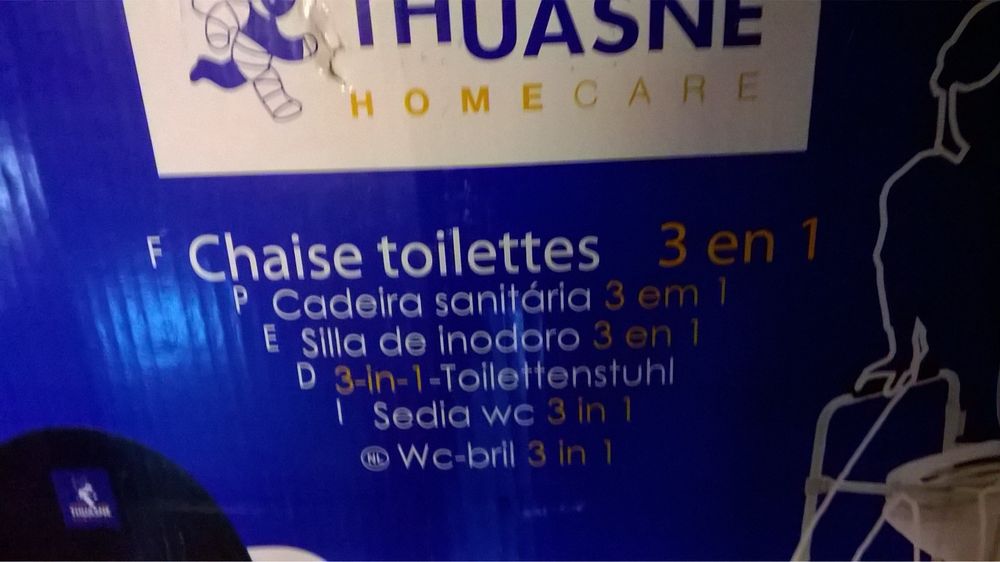 THUASNE
HOMECARE
F Chaise toilettes 3 en 1
P Cadeira sanitária 3 em 1
E Silla de inodoro 3 en 1
D 3-in-1-Toilettenstuhl
I Sedia wc 3 in 1
NL Wc-bril 3 in 1
THUASNE